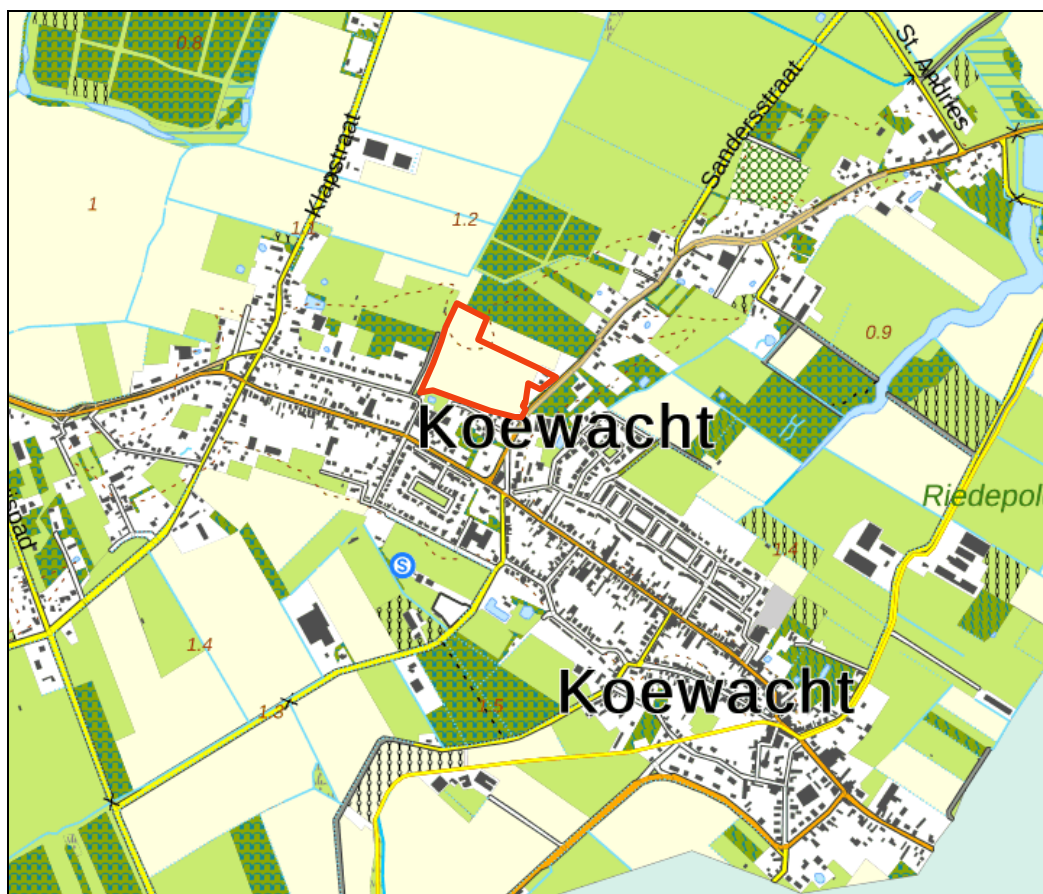 0.8
St. Andries
Sandersstraat
Klapstraat
1
1.1
1.2
0.9
Koewacht
Riedepol
1.4
S
1.4
Koewacht
1.3
1.5